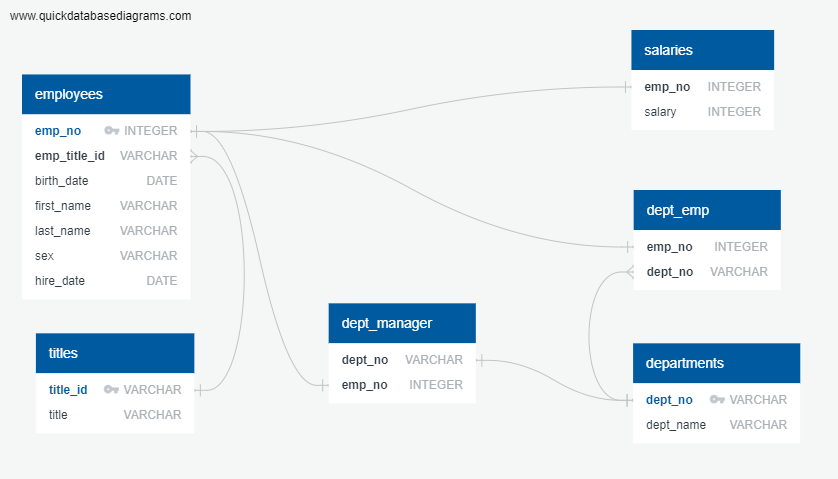 www.quickdatabasediagrams.com
employees
emp_no INTEGER
emp_title_id VARCHAR
birth_date DATE
first_name VARCHAR
last_name VARCHAR
sex VARCHAR
hire_date DATE
titles
title_id VARCHAR
title VARCHAR
dept_manager
dept_no VARCHAR
emp_no INTEGER
salaries
emp_no INTEGER
salary INTEGER
dept_emp
emp_no INTEGER
dept_no VARCHAR
departments
dept_no VARCHAR
dept_name VARCHAR